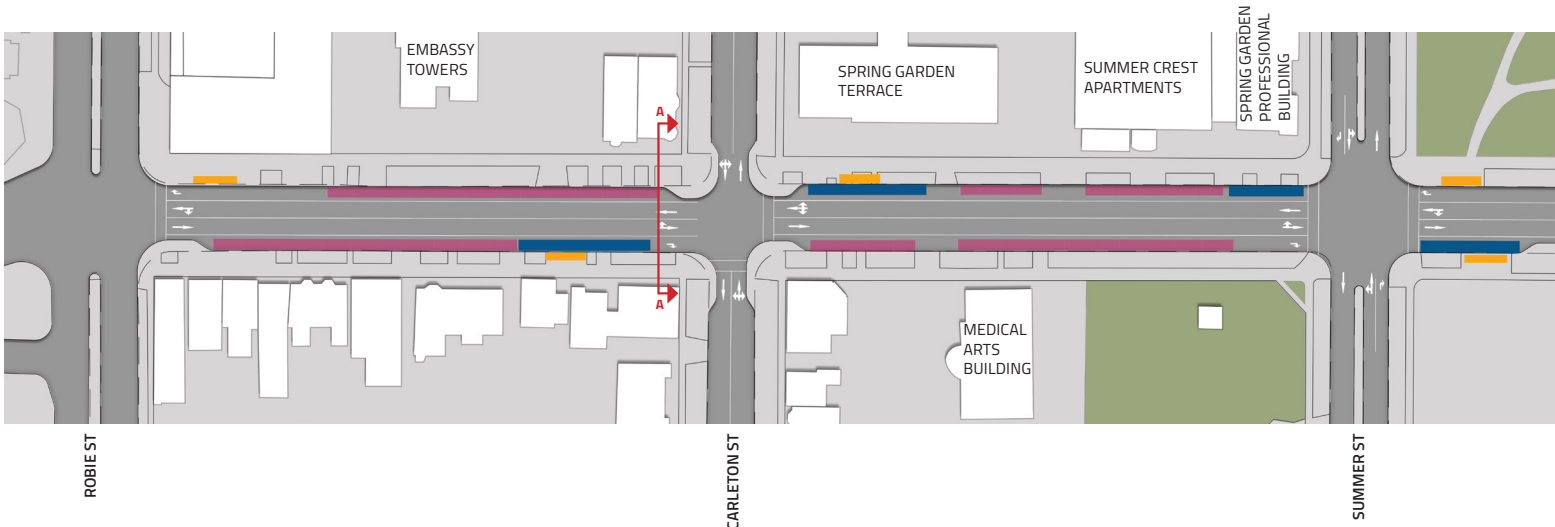 EMBASSY
TOWERS
SPRING GARDEN
TERRACE
SUMMER CREST
APARTMENTS
SPRING GARDEN
PROFESSIONAL
BUILDING
A
A
MEDICAL
ARTS
BUILDING
ROBIE ST
CARLETON ST
SUMMER ST